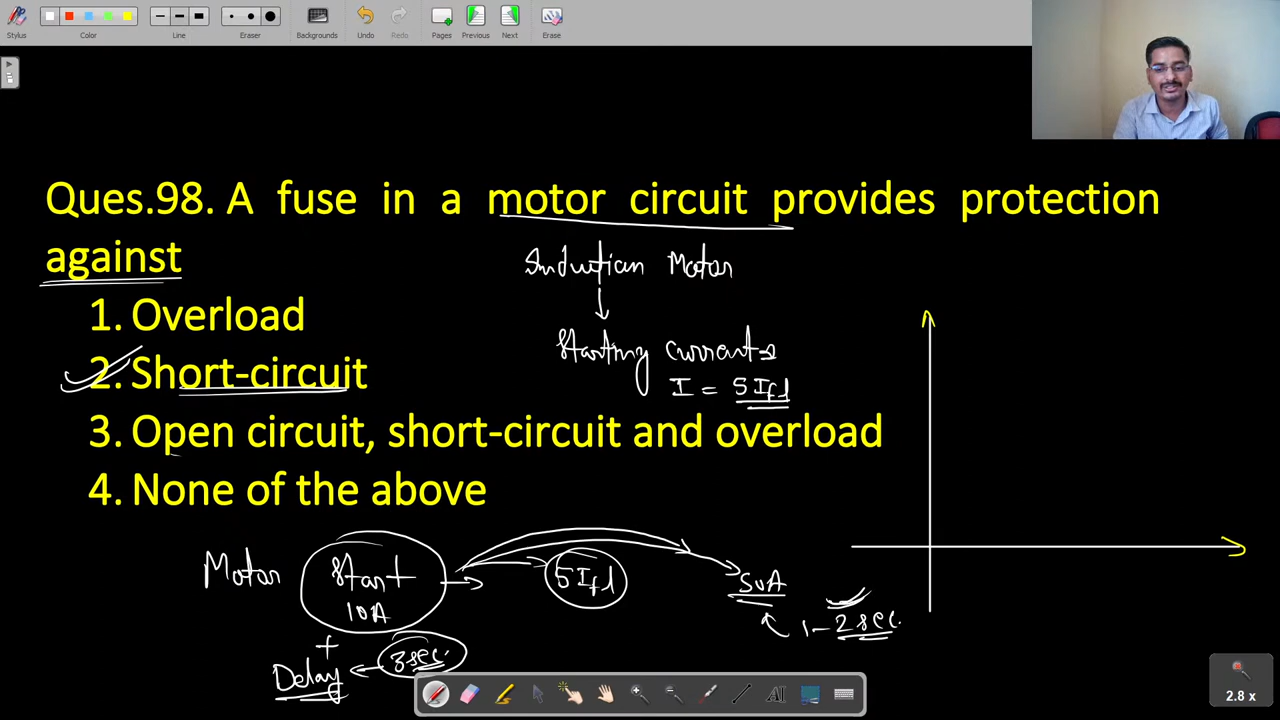 Stylus Color Line Eraser Backgrounds Undo Redo Pages Previous Next Erase
Ques.98. A fuse in a motor circuit provides protection
against
Induction Motor
1. Overload
Starting currents
2. Short-circuit
I = 5Ifl
3. Open circuit, short-circuit and overload
4. None of the above
Motor Start 5Ifl 50A
10A
1-2 sec.
+
Delay 3sec.
2.8 x